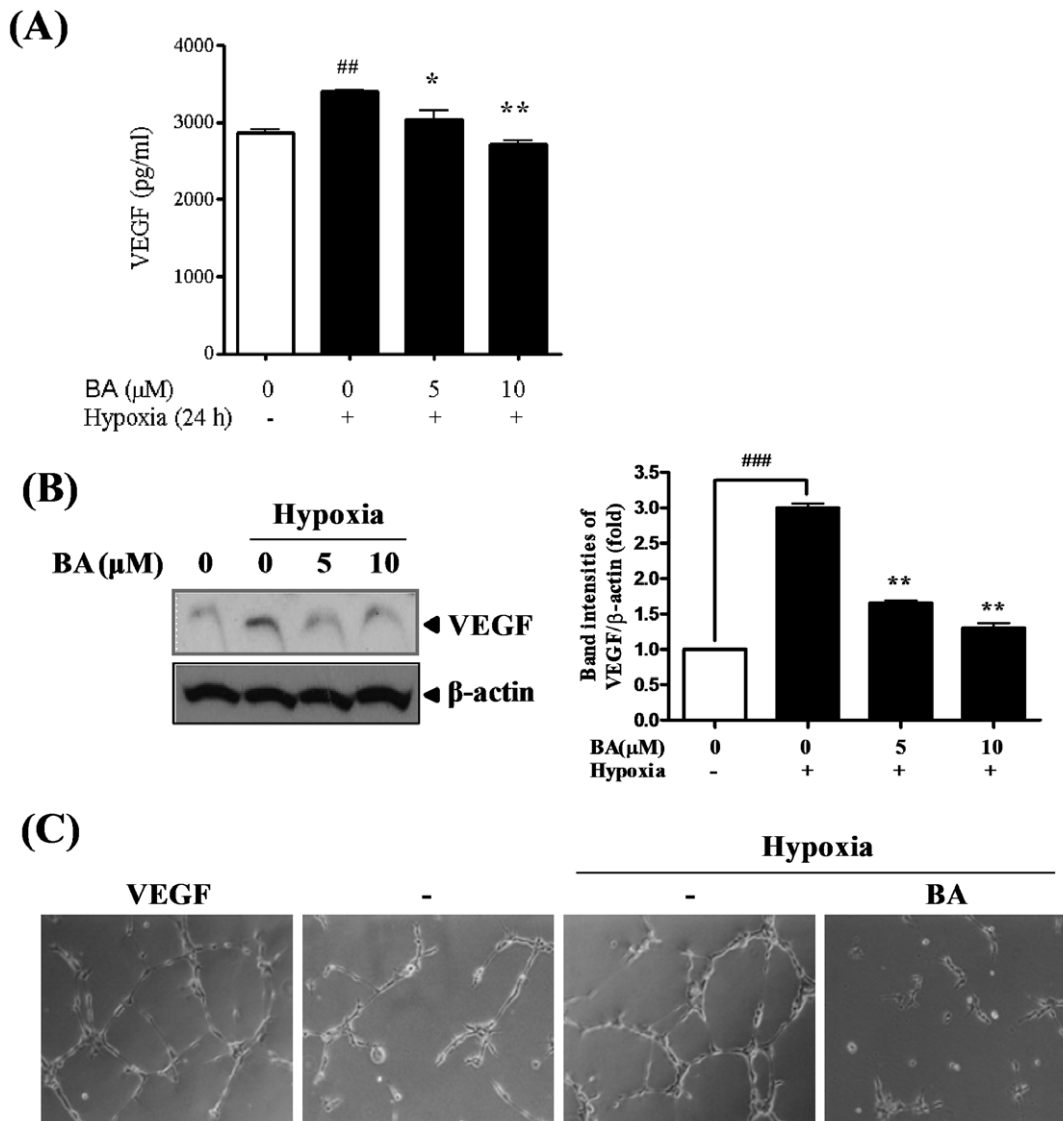 (A)
4000
3000
2000
1000
0
VEGF (pg/ml)
##
*
**
BA (μM) 0 0 5 10
Hypoxia (24 h) - + + +
(B)
Hypoxia
BA (μM) 0 0 5 10
VEGF
β-actin
3.5
3.0
2.5
2.0
1.5
1.0
0.5
0.0
Band intensities of
VEGF/β-actin (fold)
###
**
**
BA(μM) 0 0 5 10
Hypoxia - + + +
(C)
Hypoxia
VEGF - - BA